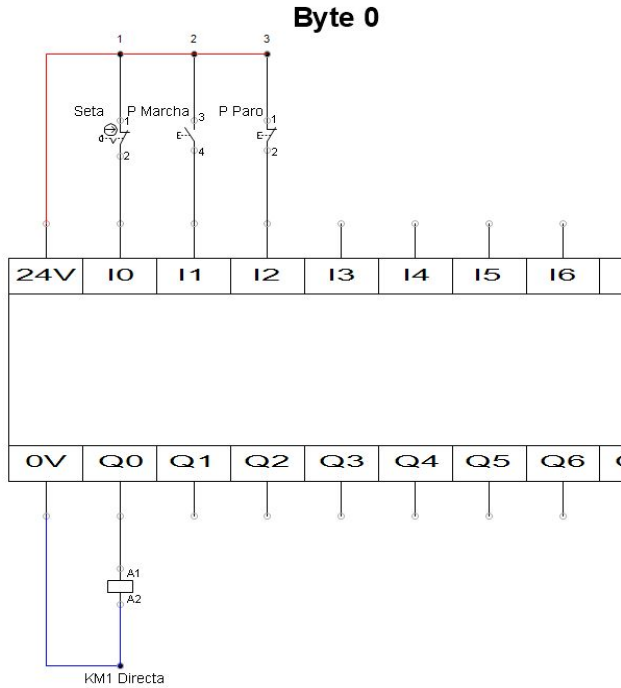 Byte 0
1 2 3
Seta P Marcha P Paro
1 3 1
2 4 2
24V I0 I1 I2 I3 I4 I5 I6
0V Q0 Q1 Q2 Q3 Q4 Q5 Q6
A1
A2
KM1 Directa